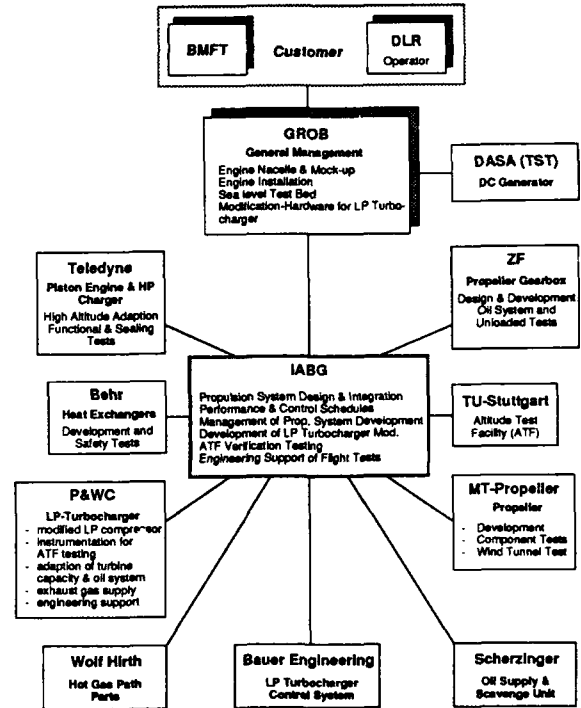 BMFT
Customer
DLR
Operator
GROB
General Management
Engine Nacelle & Mock-up
Engine Installation
Sea level Test Bed
Modification-Hardware for LP Turbo-
charger
DASA (TST)
DC Generator
Teledyne
Piston Engine & HP
Charger
High Altitude Adaption
Functional & Sealing
Tests
ZF
Propeller Gearbox
Design & Development
Oil System and
Unloaded Tests
IABG
Propulsion System Design & Integration
Performance & Control Schedules
Management of Prop. System Development
Development of LP Turbocharger Mod.
ATF Verification Testing
Engineering Support of Flight Tests
Behr
Heat Exchangers
Development and
Safety Tests
TU-Stuttgart
Altitude Test
Facility (ATF)
P&WC
LP-Turbocharger
- modified LP compressor
- instrumentation for
ATF testing
- adaption of turbine
capacity & oil system
- exhaust gas supply
- engineering support
MT-Propeller
Propeller
- Development
- Component Tests
- Wind Tunnel Test
Wolf Hirth
Hot Gas Path
Parts
Bauer Engineering
LP Turbocharger
Control System
Scherzinger
Oil Supply &
Scavenge Unit